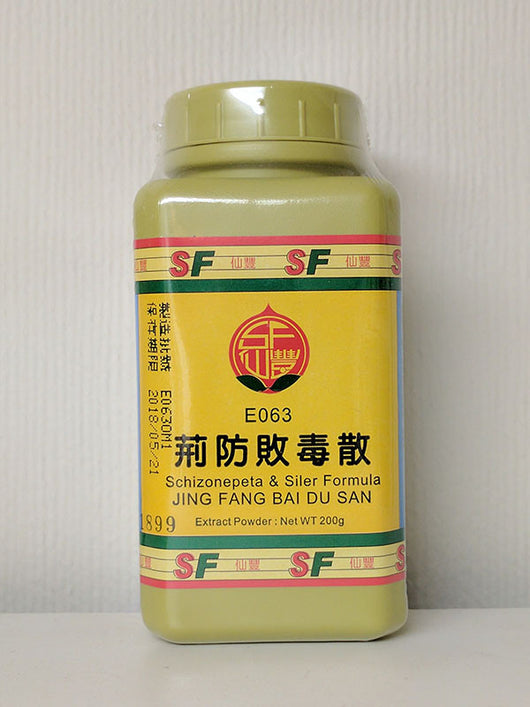 SF 仙豐 SF 仙豐
製造批號 E0630M1
保存期限 2018/05/21
E063
荊防敗毒散
Schizonepeta & Siler Formula
JING FANG BAI DU SAN
Extract Powder : Net WT 200g
1899
SF 仙豐 SF 仙豐 SF